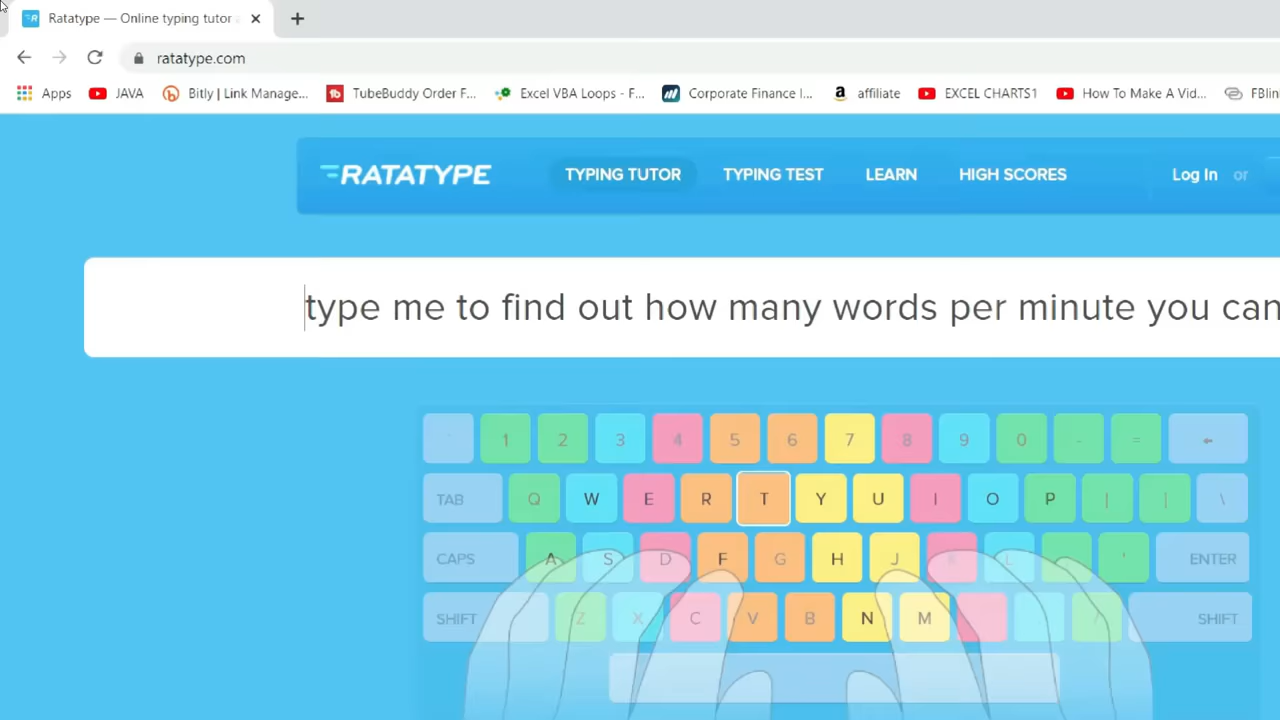 Ratatype — Online typing tutor a
ratatype.com
Apps JAVA Bitly | Link Manage... TubeBuddy Order F... Excel VBA Loops - F... Corporate Finance I... affiliate EXCEL CHARTS1 How To Make A Vid... FBlin
RATATYPE TYPING TUTOR TYPING TEST LEARN HIGH SCORES Log In or
type me to find out how many words per minute you can
1 2 3 4 5 6 7 8 9 0 - =
TAB Q W E R T Y U I O P \
CAPS A S D F G H J ' ENTER
SHIFT Z X C V B N M SHIFT